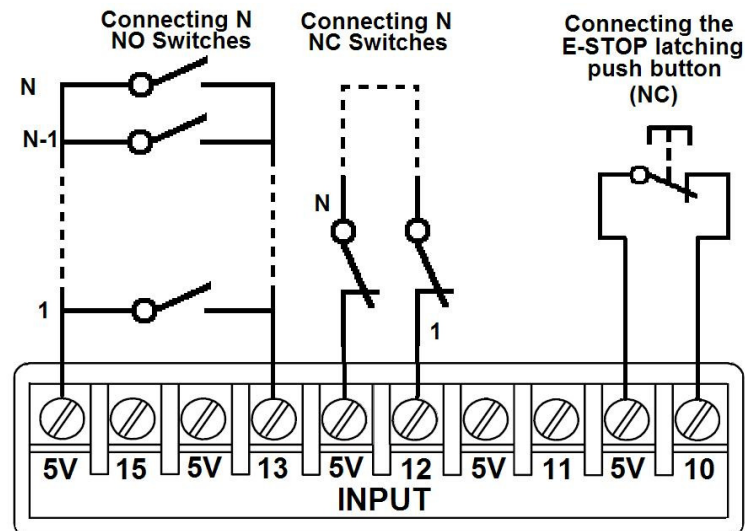 Connecting N
NO Switches
Connecting N
NC Switches
Connecting the
E-STOP latching
push button
(NC)
N
N-1
1
N
1
5V 15 5V 13 5V 12 5V 11 5V 10
INPUT